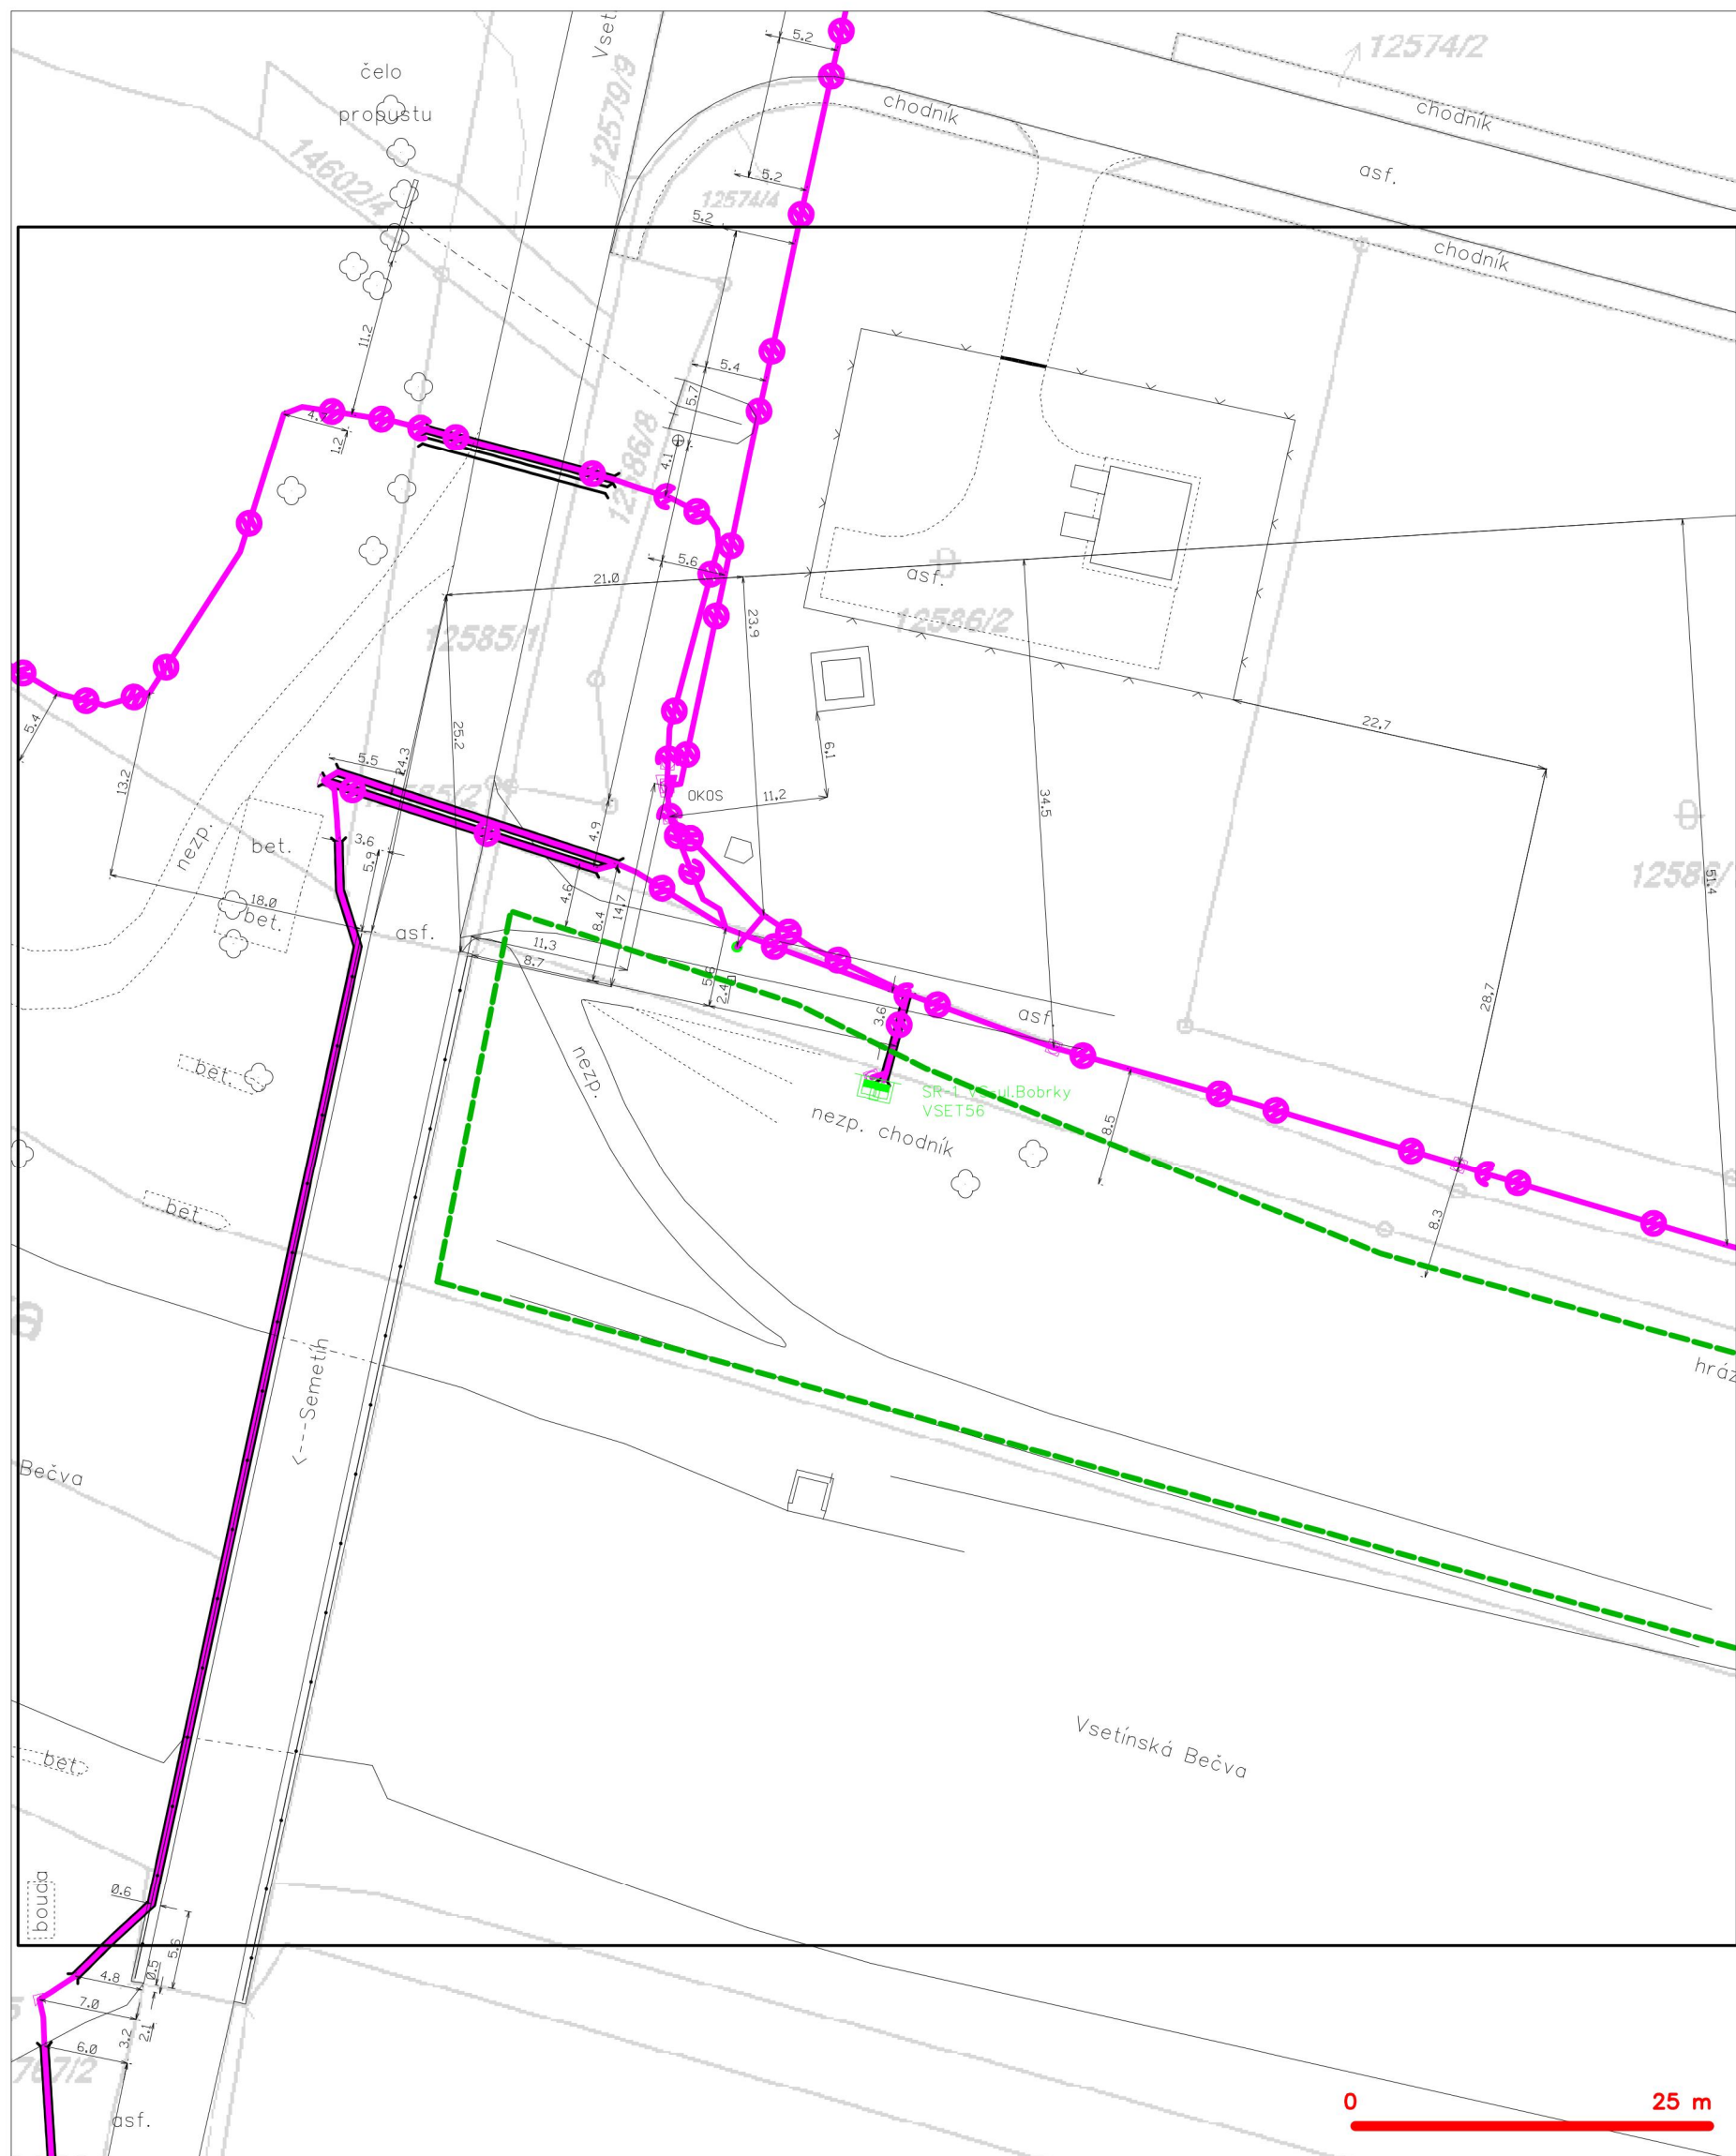 5.2
12574/2
čelo
propustu
12579/9
chodník
chodník
14602/4
asf.
5.2
12574/4
5.2
chodník
11.2
5.4
5.7
1.2
4.1
21.0
5.6
asf.
23.9
12586/2
12585/1
5.4
25.2
22.7
13.2
5.5
24.3
6.1
OKOS
11.2
34.5
nezp.
bet.
3.6
4.9
51.4
18.0
bet.
asf.
4.6
8.4
14.7
11.3
8.7
2.4
3.6
asf.
28.7
nezp.
bet.
SR-1 VS-ul.Bobrky
VSET56
nezp. chodník
8.5
bet.
8.3
<--Semetín
Bečva
Vsetínská Bečva
bet.
bouda
0.6
5.6
4.8
0.5
7.0
3.2
2.1
6.0
787/2
asf.
0
25 m